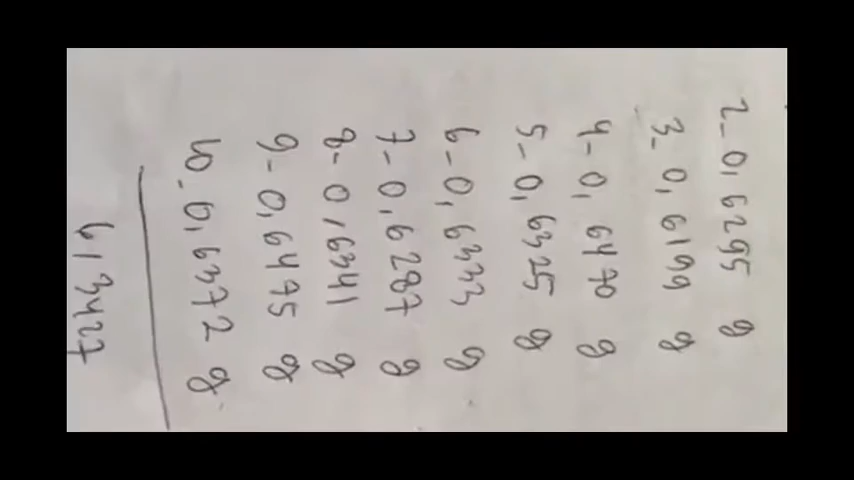 2- 0,6295 g
3- 0,6199 g
4- 0,6470 g
5- 0,6325 g
6- 0,6333 g
7- 0,6287 g
8- 0,6341 g
9- 0,6475 g
10- 0,6372 g
6,3427